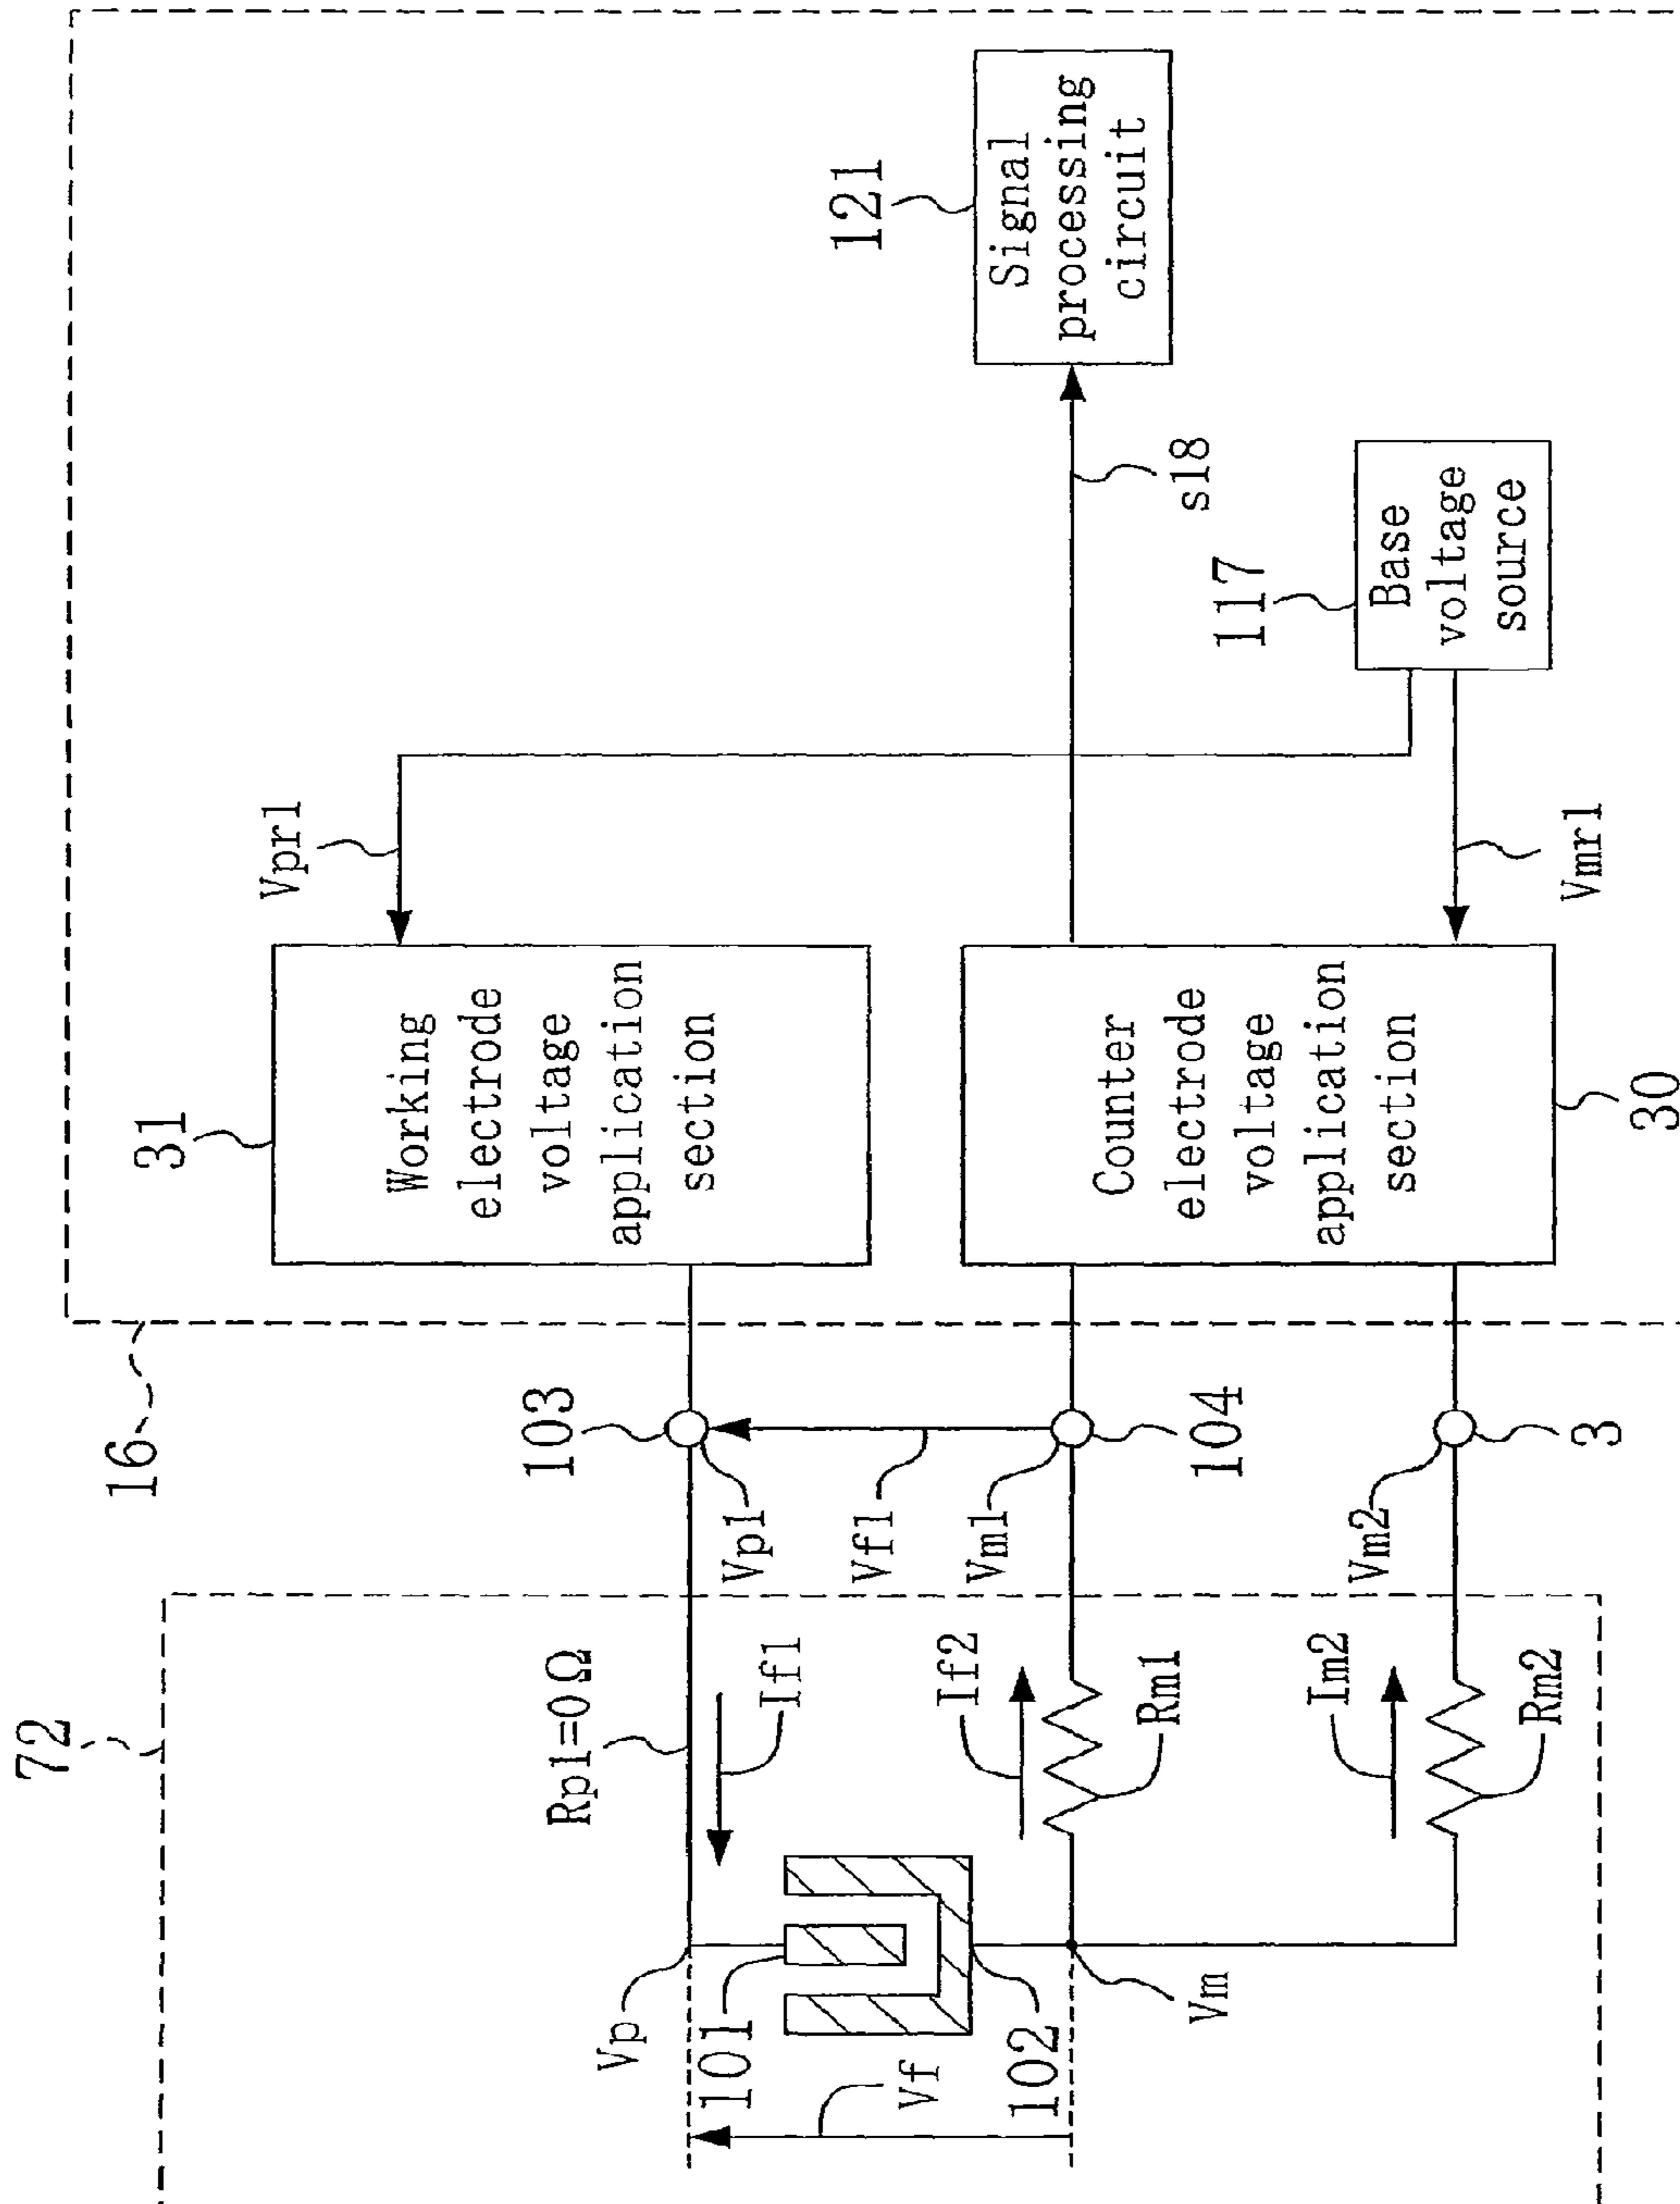 72
16
31
Working
electrode
voltage
application
section
Vpr1
121
Signal
processing
circuit
s18
117
Base
voltage
source
Vmr1
Counter
electrode
voltage
application
section
30
103
Vp1
Vf1
Vm1
104
Vm2
3
Rp1=0Ω
If1
If2
Rm1
Im2
Rm2
Vp
101
Vf
102
Vm